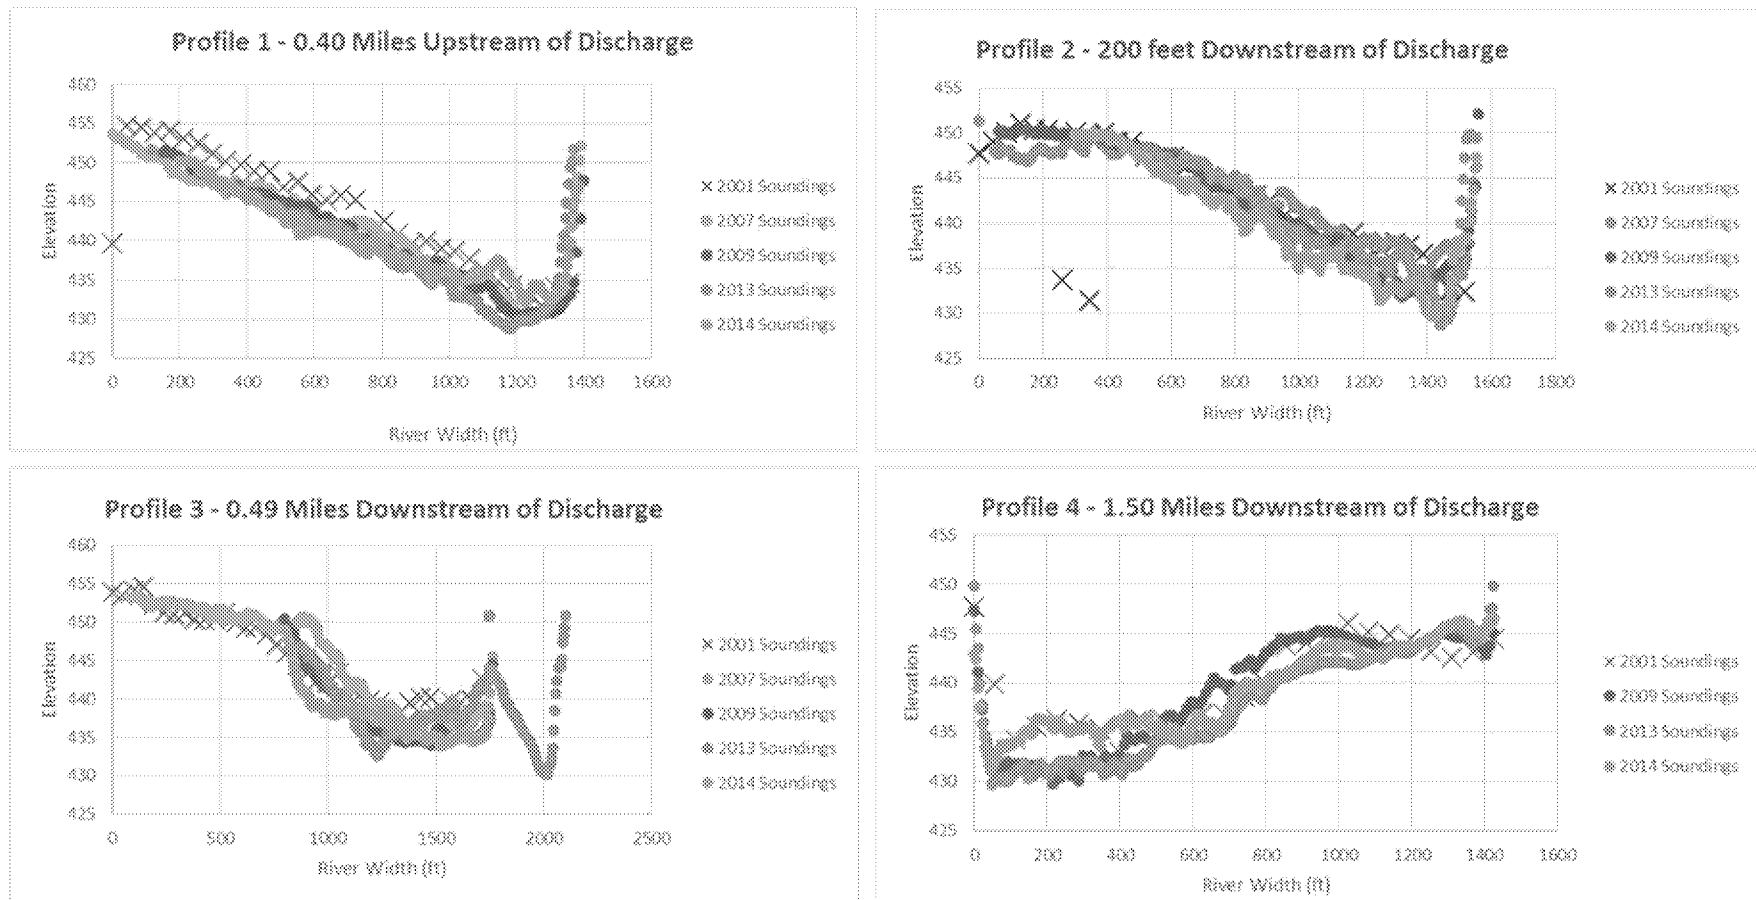 Profile 1 - 0.40 Miles Upstream of Discharge
460
455
450
445
440
435
430
425
Elevation
0 200 400 600 800 1000 1200 1400 1600
River Width (ft)
2001 Soundings
2007 Soundings
2009 Soundings
2013 Soundings
2014 Soundings
Profile 2 - 200 feet Downstream of Discharge
455
450
445
440
435
430
425
Elevation
0 200 400 600 800 1000 1200 1400 1600 1800
River Width (ft)
2001 Soundings
2007 Soundings
2009 Soundings
2013 Soundings
2014 Soundings
Profile 3 - 0.49 Miles Downstream of Discharge
460
455
450
445
440
435
430
425
Elevation
0 500 1000 1500 2000 2500
River Width (ft)
2001 Soundings
2007 Soundings
2009 Soundings
2013 Soundings
2014 Soundings
Profile 4 - 1.50 Miles Downstream of Discharge
455
450
445
440
435
430
425
Elevation
0 200 400 600 800 1000 1200 1400 1600
River Width (ft)
2001 Soundings
2009 Soundings
2013 Soundings
2014 Soundings